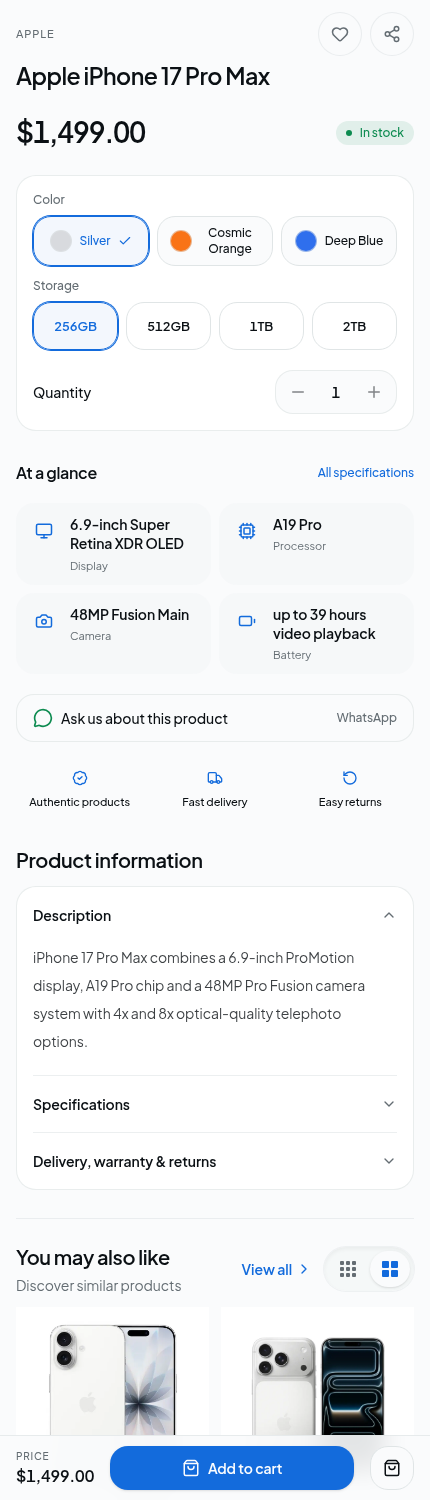 APPLE
Apple iPhone 17 Pro Max
$1,499.00
In stock
Color
Silver
Cosmic
Orange
Deep Blue
Storage
256GB
512GB
1TB
2TB
Quantity
1
At a glance
All specifications
6.9-inch Super
Retina XDR OLED
Display
A19 Pro
Processor
48MP Fusion Main
Camera
up to 39 hours
video playback
Battery
Ask us about this product
WhatsApp
Authentic products
Fast delivery
Easy returns
Product information
Description
iPhone 17 Pro Max combines a 6.9-inch ProMotion
display, A19 Pro chip and a 48MP Pro Fusion camera
system with 4x and 8x optical-quality telephoto
options.
Specifications
Delivery, warranty & returns
You may also like
View all
Discover similar products
PRICE
$1,499.00
Add to cart